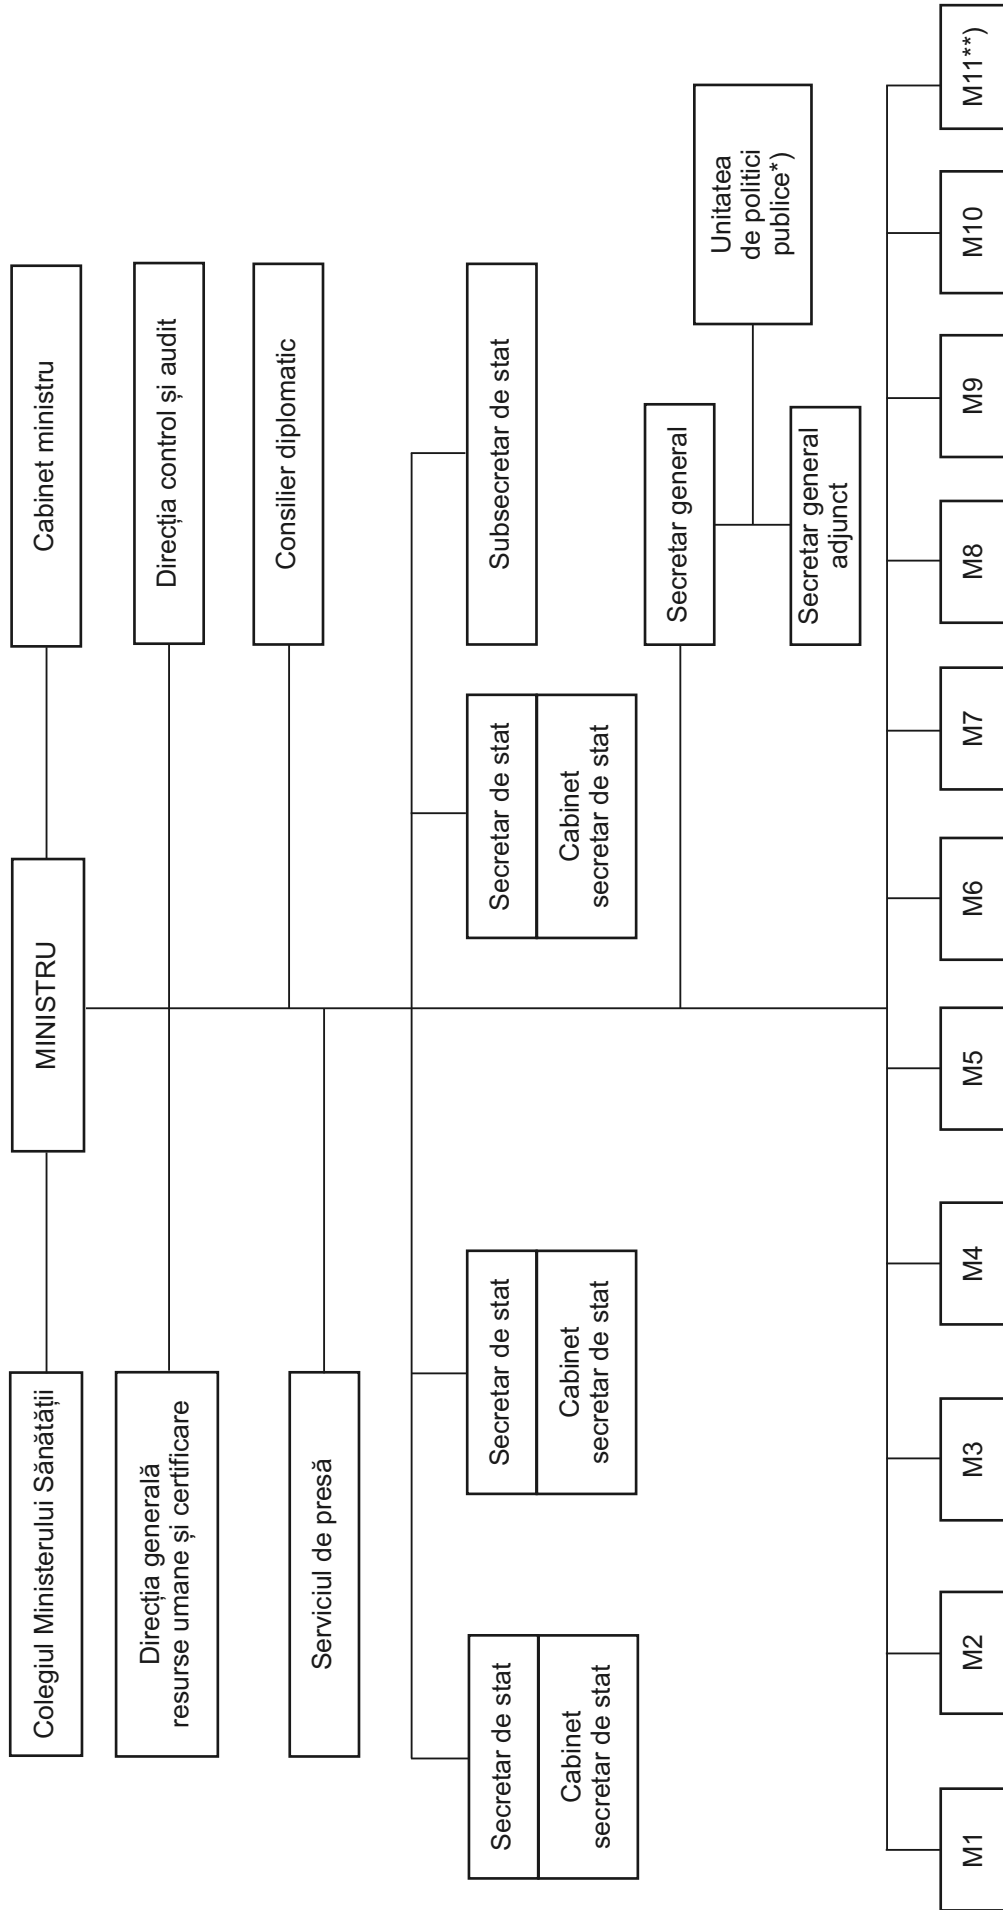 Colegiul Ministerului Sănătății
MINISTRU
Cabinet ministru
Direcția generală
resurse umane și certificare
Direcția control și audit
Serviciul de presă
Consilier diplomatic
Secretar de stat
Cabinet
secretar de stat
Secretar de stat
Cabinet
secretar de stat
Secretar de stat
Cabinet
secretar de stat
Subsecretar de stat
Secretar general
Secretar general
adjunct
Unitatea
de politici
publice*)
M1
M2
M3
M4
M5
M6
M7
M8
M9
M10
M11**)